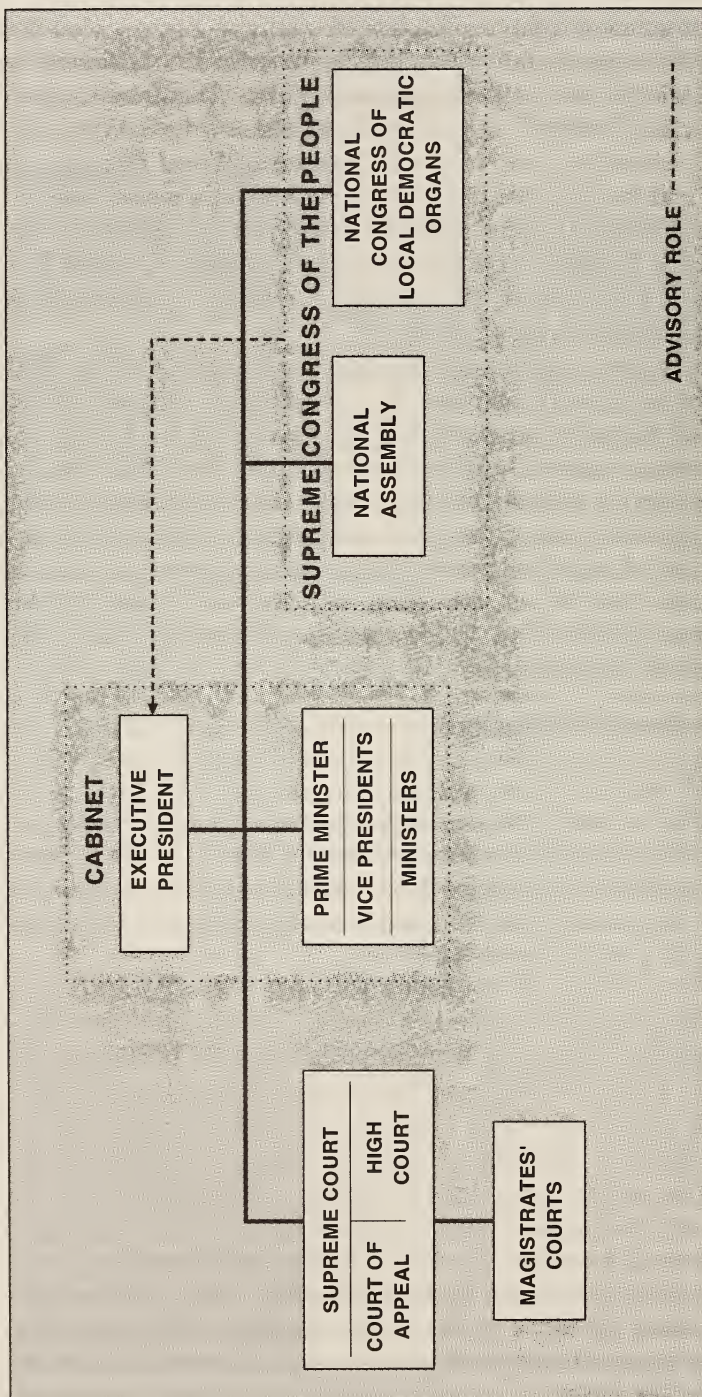 CABINET
EXECUTIVE
PRESIDENT
PRIME MINISTER
VICE PRESIDENTS
MINISTERS
SUPREME COURT
COURT OF
APPEAL
HIGH
COURT
MAGISTRATES'
COURTS
SUPREME CONGRESS OF THE PEOPLE
NATIONAL
ASSEMBLY
NATIONAL
CONGRESS OF
LOCAL DEMOCRATIC
ORGANS
ADVISORY ROLE